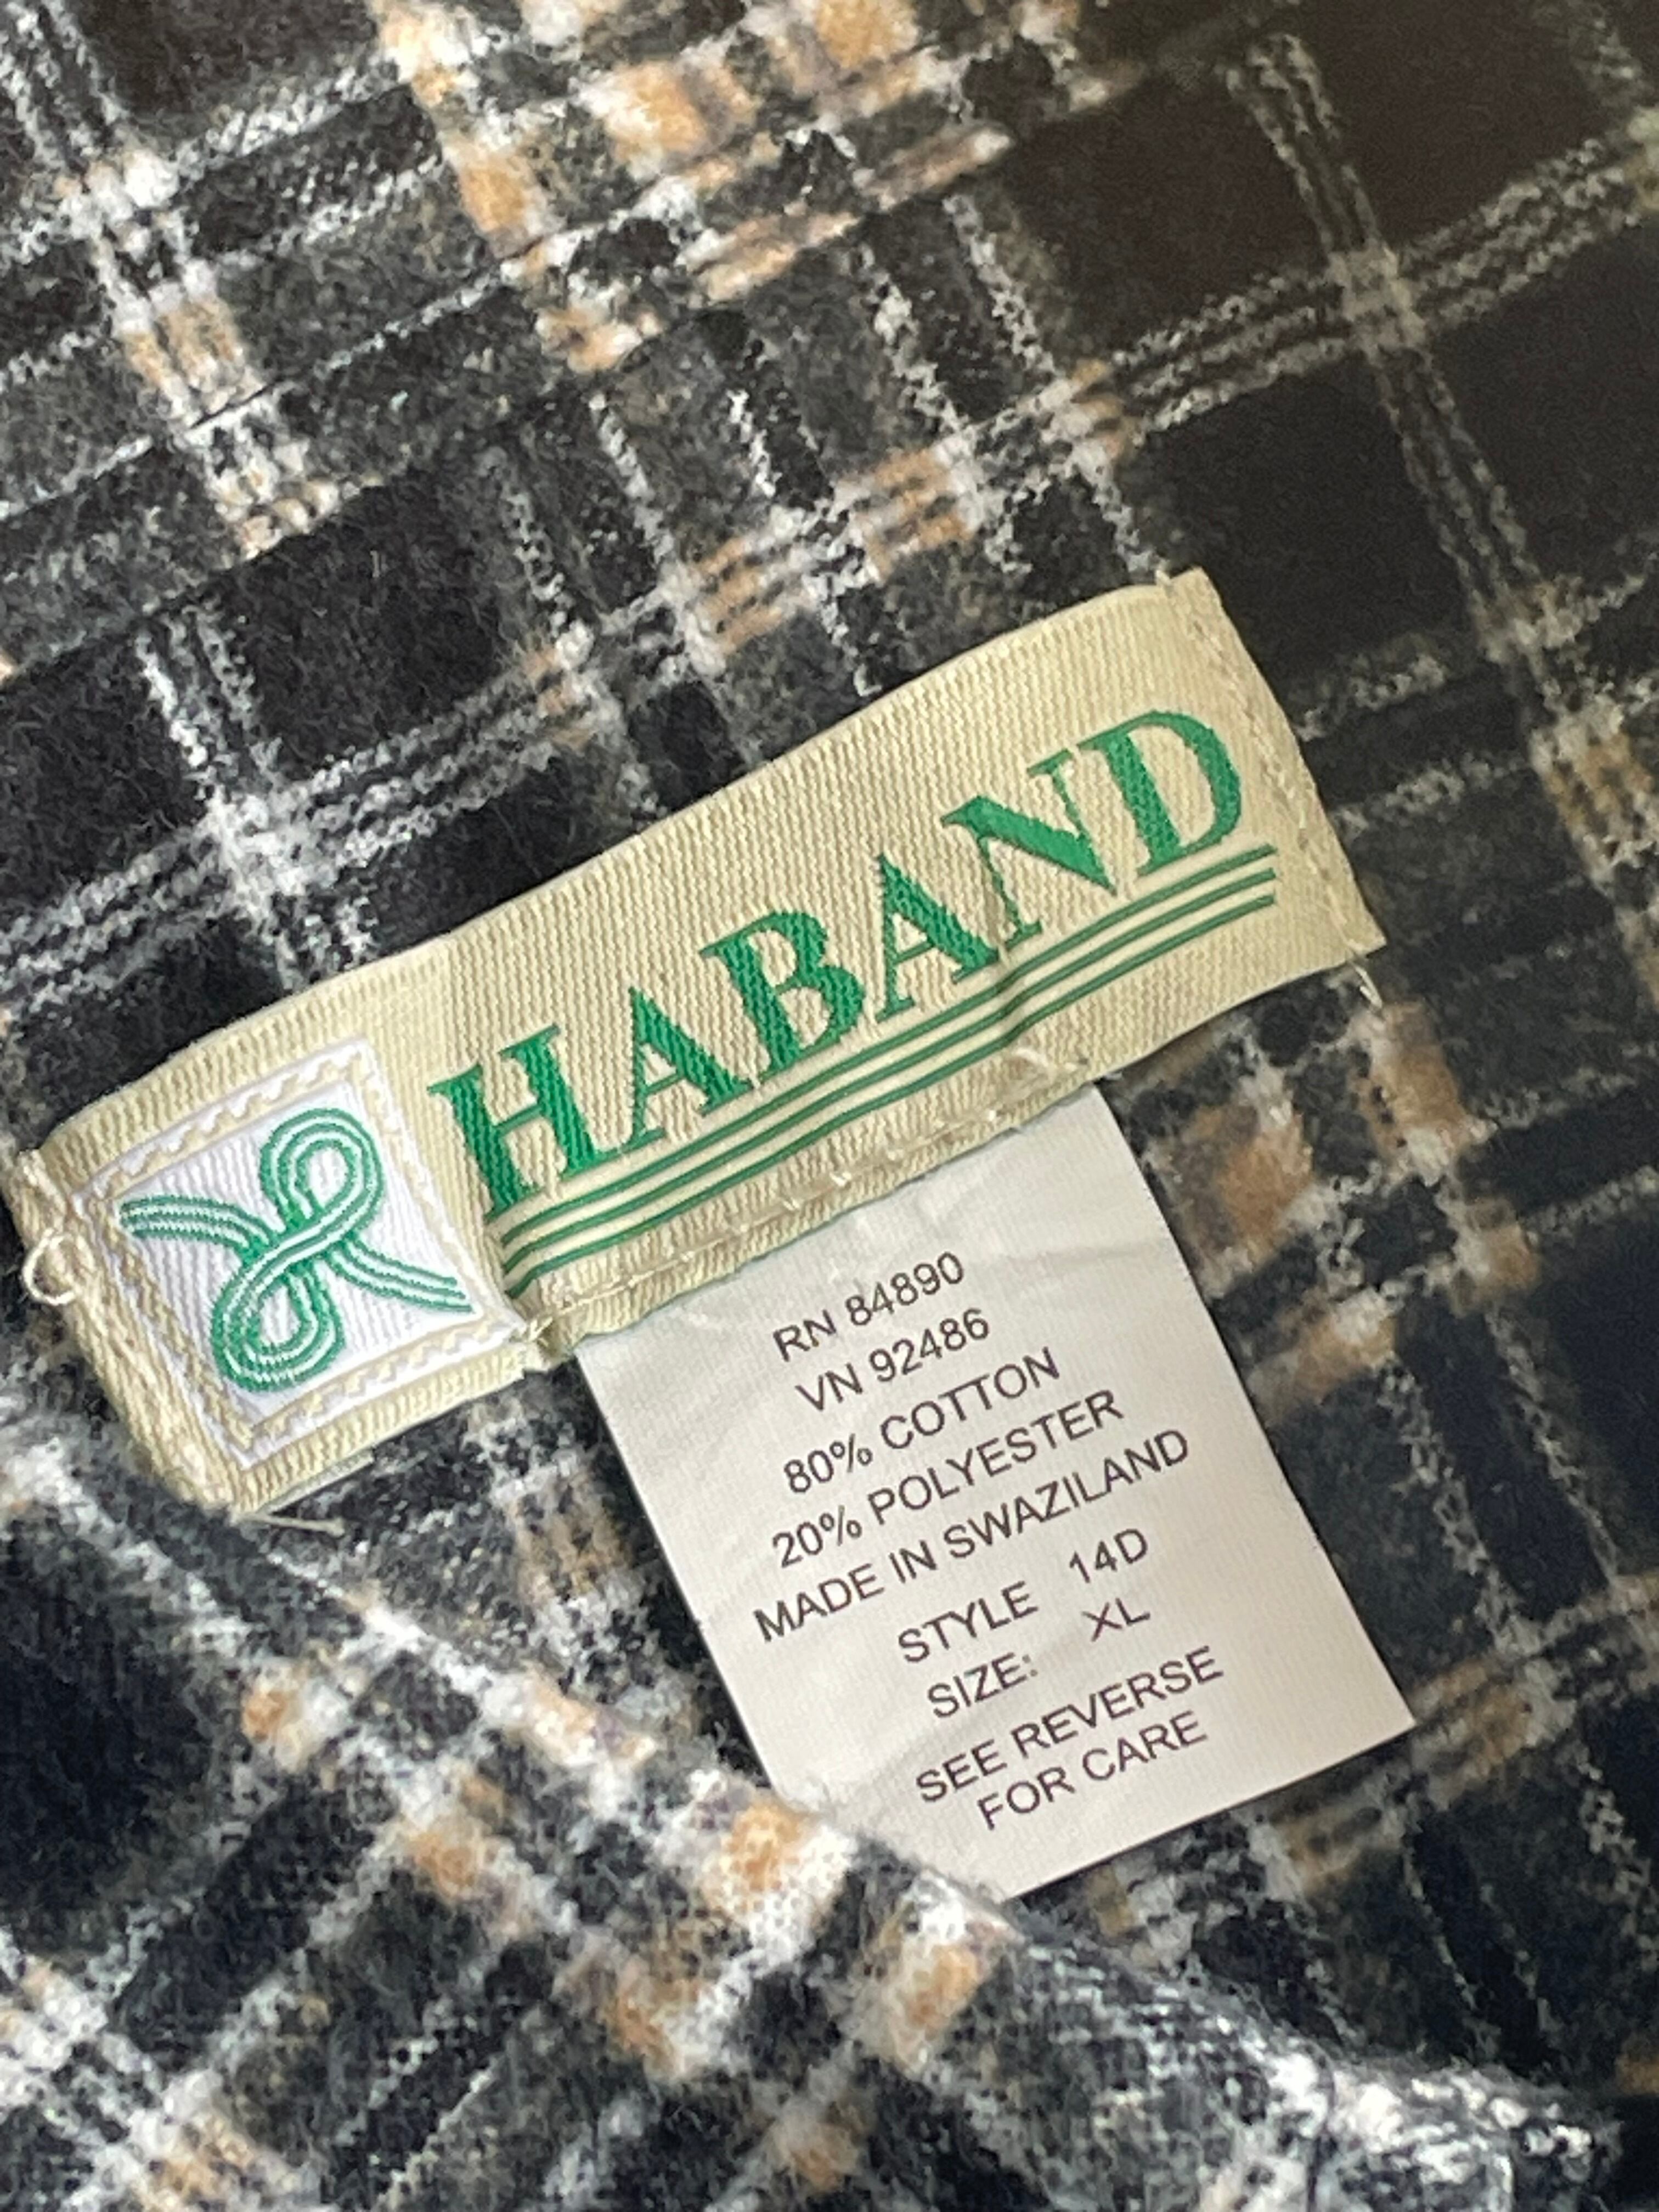 HABAND
RN 84890
VN 92486
80% COTTON
20% POLYESTER
MADE IN SWAZILAND
STYLE 14D
SIZE: XL
SEE REVERSE
FOR CARE